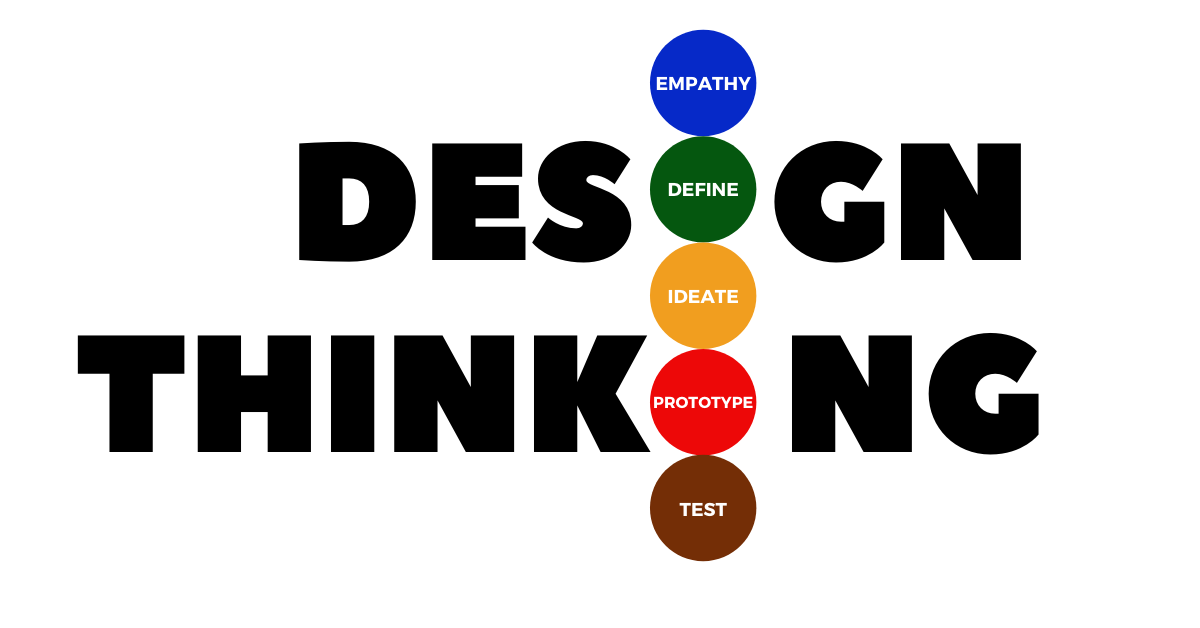 EMPATHY
DES GN
DEFINE
IDEATE
THINK NG
PROTOTYPE
TEST